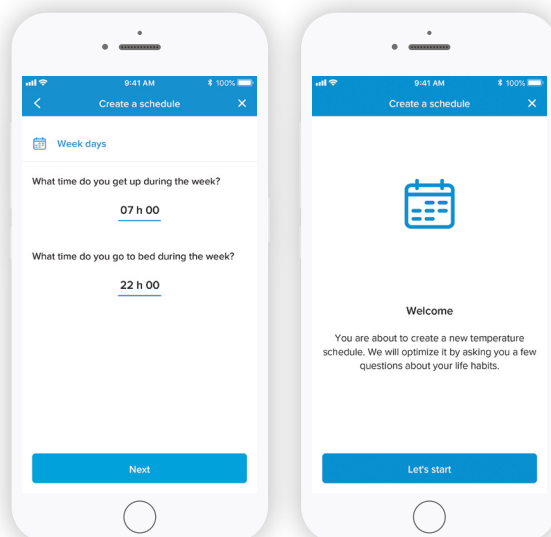 9:41 AM
100%
Create a schedule
Week days
What time do you get up during the week?
07 h 00
What time do you go to bed during the week?
22 h 00
Next
9:41 AM
100%
Create a schedule
Welcome
You are about to create a new temperature
schedule. We will optimize it by asking you a few
questions about your life habits.
Let's start